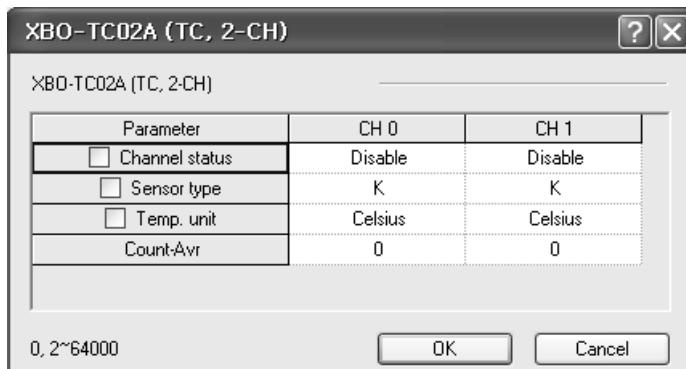 XBO-TC02A (TC, 2-CH)
XBO-TC02A (TC, 2-CH)
Parameter CH 0 CH 1
Channel status Disable Disable
Sensor type K K
Temp. unit Celsius Celsius
Count-Avr 0 0
0, 2~64000 OK Cancel